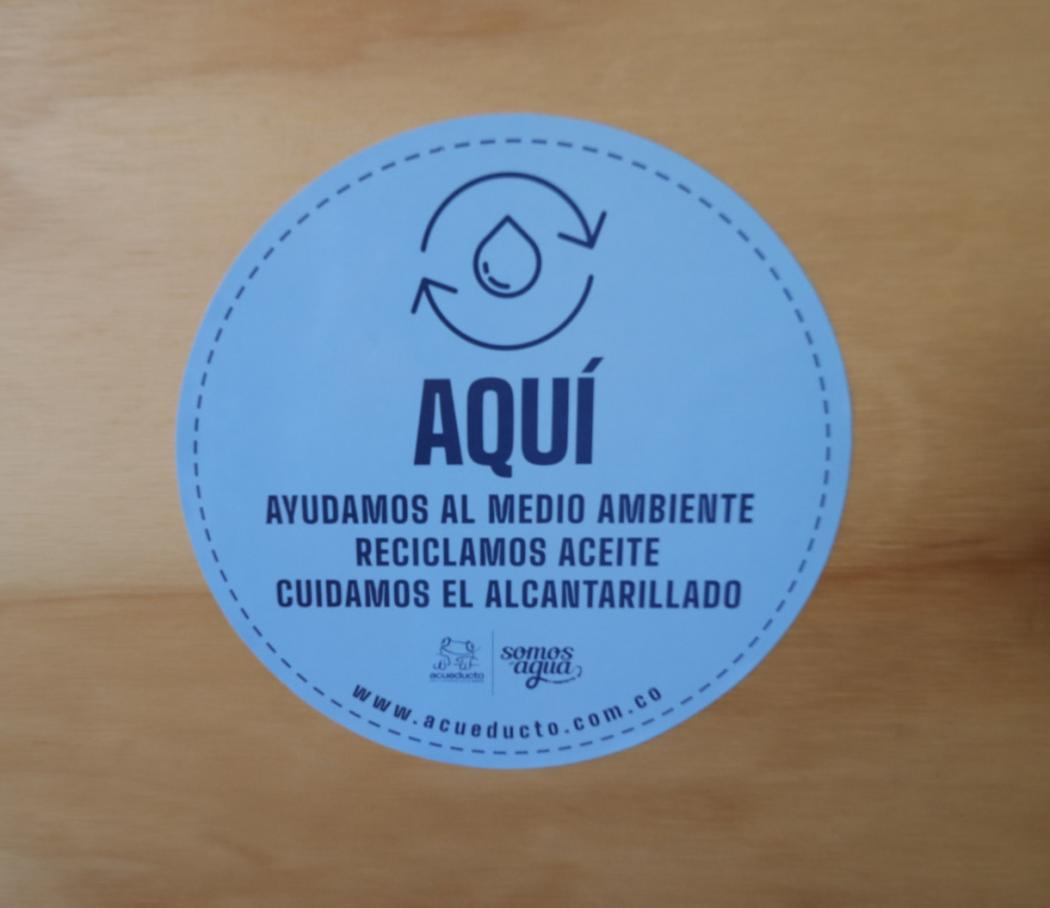 AQUÍ
AYUDAMOS AL MEDIO AMBIENTE
RECICLAMOS ACEITE
CUIDAMOS EL ALCANTARILLADO
acueducto
somos
agua
www.acueducto.com.co